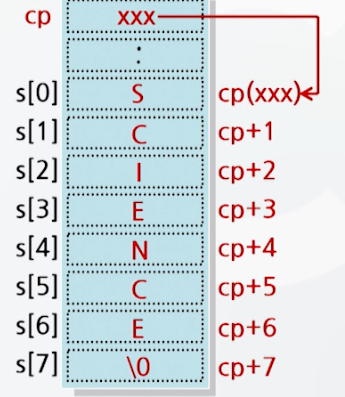 cp xxx
:
s[0] S cp(xxx)
s[1] C cp+1
s[2] I cp+2
s[3] E cp+3
s[4] N cp+4
s[5] C cp+5
s[6] E cp+6
s[7] \0 cp+7